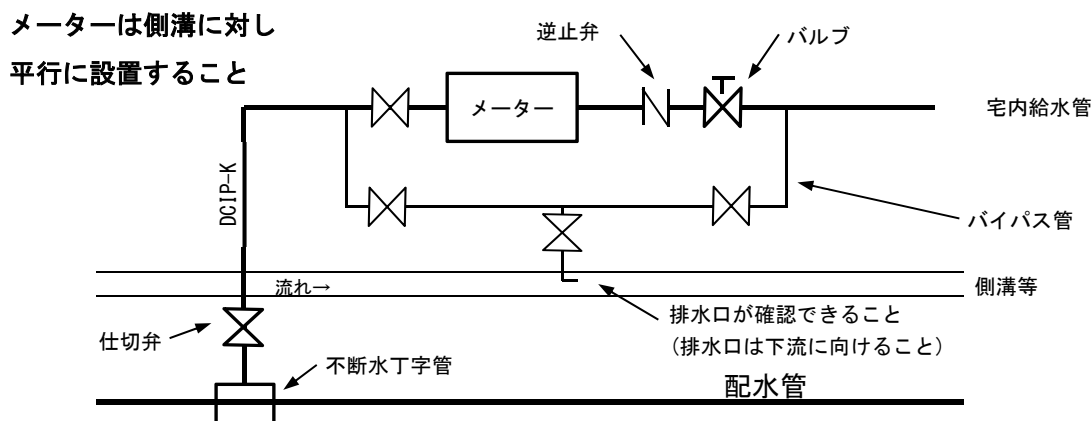 メーターは側溝に対し
平行に設置すること
逆止弁
バルブ
メーター
宅内給水管
DCIP-K
バイパス管
流れ→
側溝等
排水口が確認できること
(排水口は下流に向けること)
仕切弁
不断水丁字管
配水管